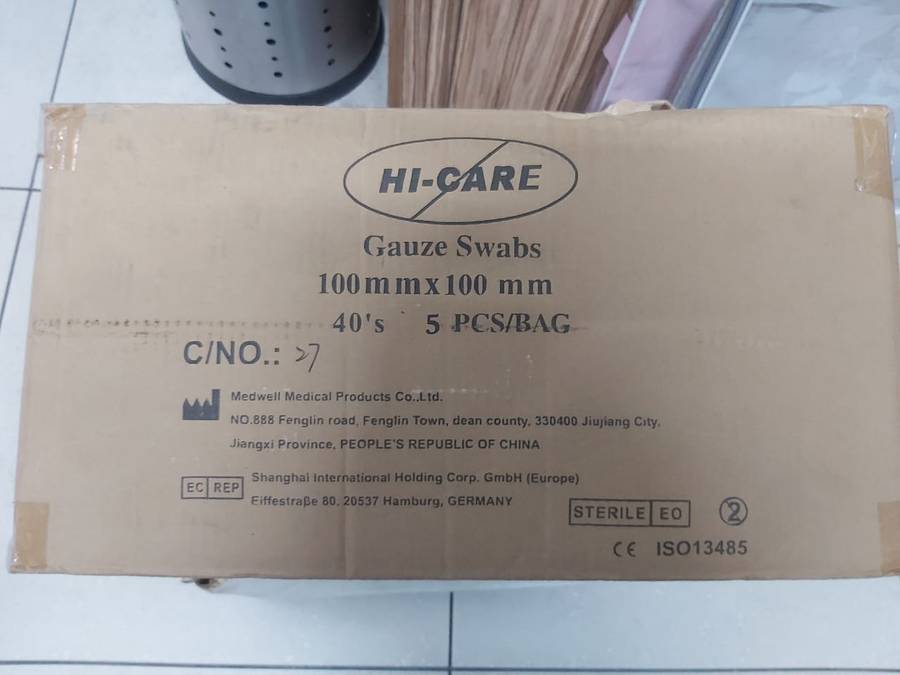 HI-CARE
Gauze Swabs
100mmx100 mm
40's 5 PCS/BAG
C/NO.: 27
Medwell Medical Products Co.,Ltd.
NO.888 Fenglin road, Fenglin Town, dean county, 330400 Jiujiang City,
Jiangxi Province, PEOPLE'S REPUBLIC OF CHINA
EC REP Shanghai International Holding Corp. GmbH (Europe)
Eiffestraße 80, 20537 Hamburg, GERMANY
STERILE EO 2
CE ISO13485